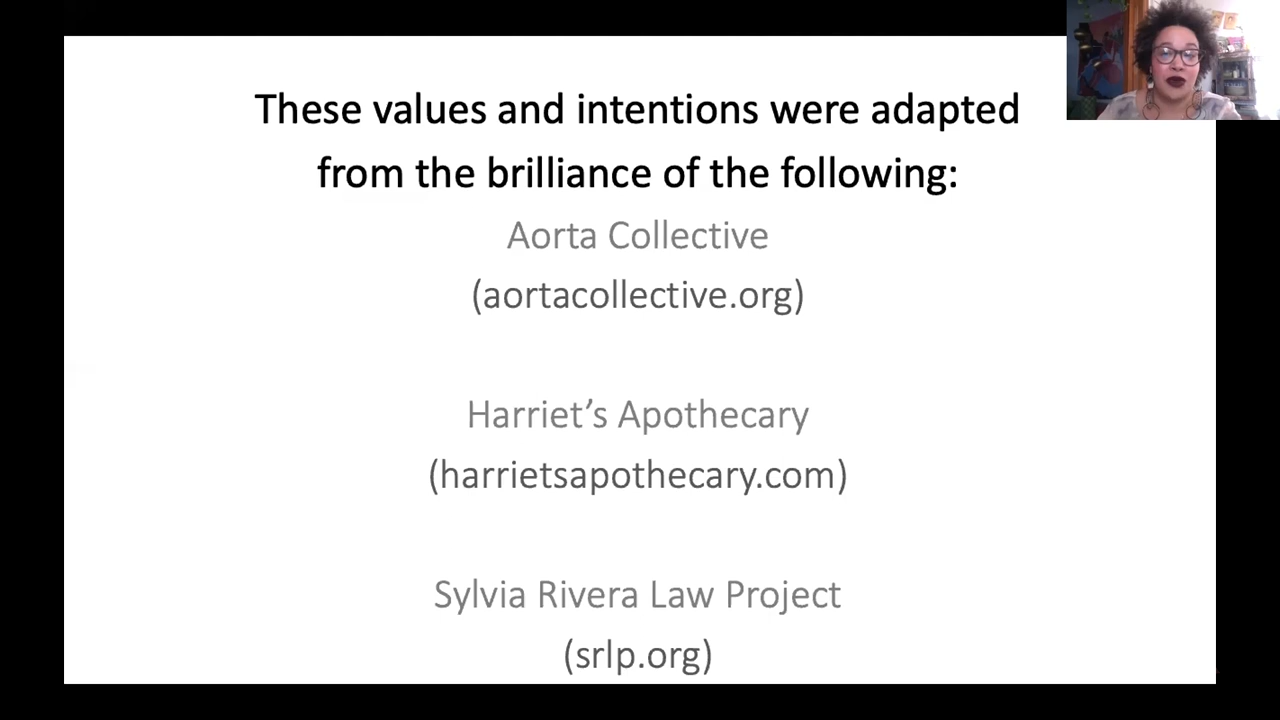 These values and intentions were adapted
from the brilliance of the following:
Aorta Collective
(aortacollective.org)
Harriet’s Apothecary
(harrietsapothecary.com)
Sylvia Rivera Law Project
(srlp.org)